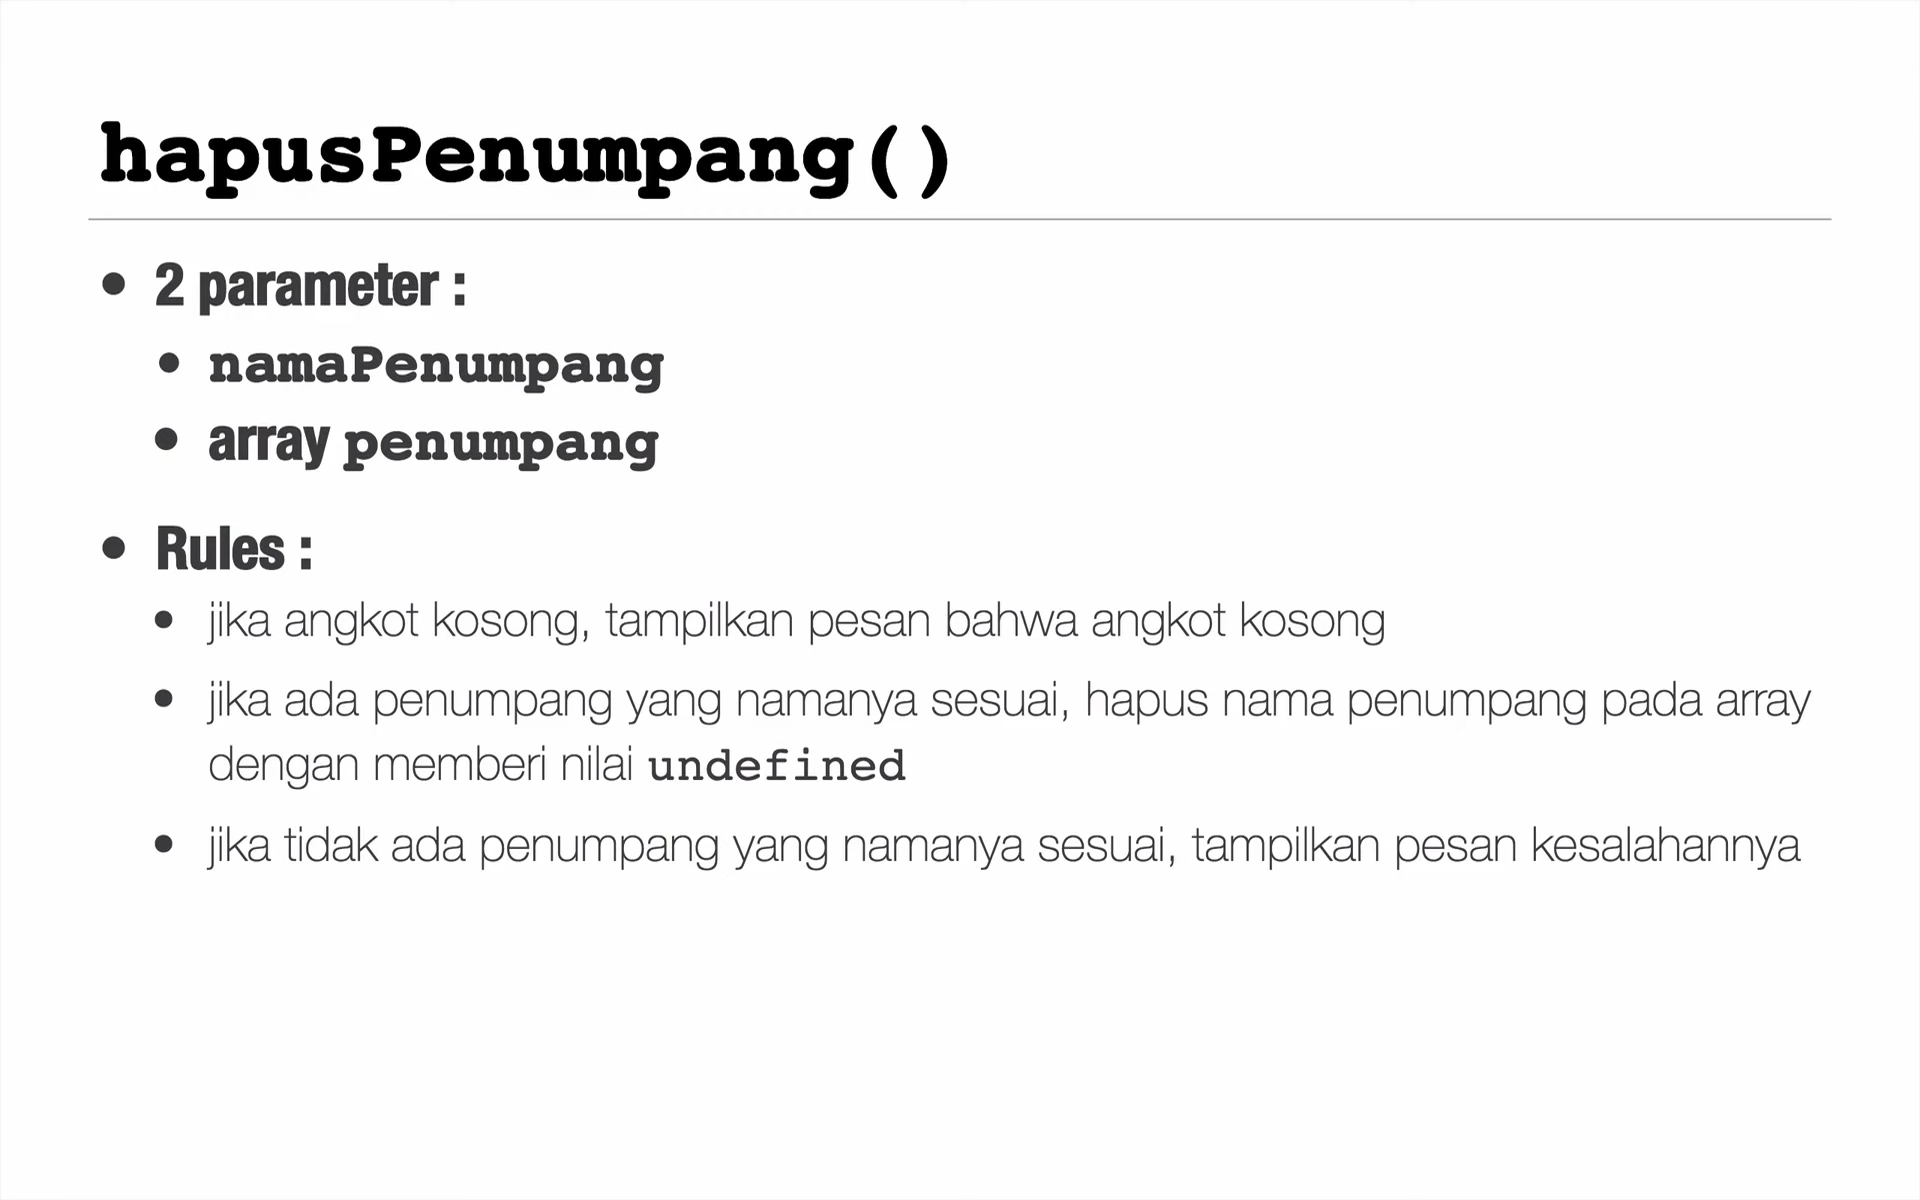 hapusPenumpang()
• 2 parameter :
• namaPenumpang
• array penumpang
• Rules :
• jika angkot kosong, tampilkan pesan bahwa angkot kosong
• jika ada penumpang yang namanya sesuai, hapus nama penumpang pada array
dengan memberi nilai undefined
• jika tidak ada penumpang yang namanya sesuai, tampilkan pesan kesalahannya